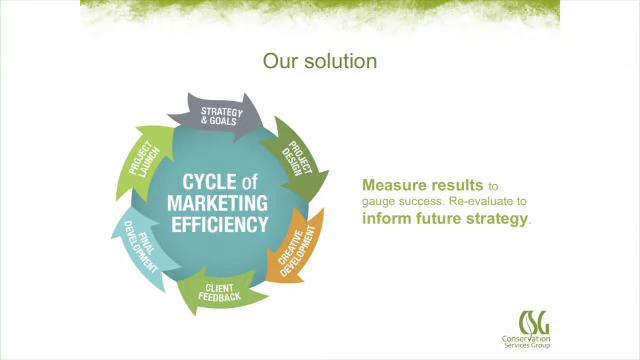 Our solution
STRATEGY
& GOALS
PROJECT
DESIGN
CREATIVE
DEVELOPMENT
CLIENT
FEEDBACK
FINAL
DEVELOPMENT
PROJECT
LAUNCH
CYCLE of
MARKETING
EFFICIENCY
Measure results to
gauge success. Re-evaluate to
inform future strategy.
CSG
Conservation
Services Group